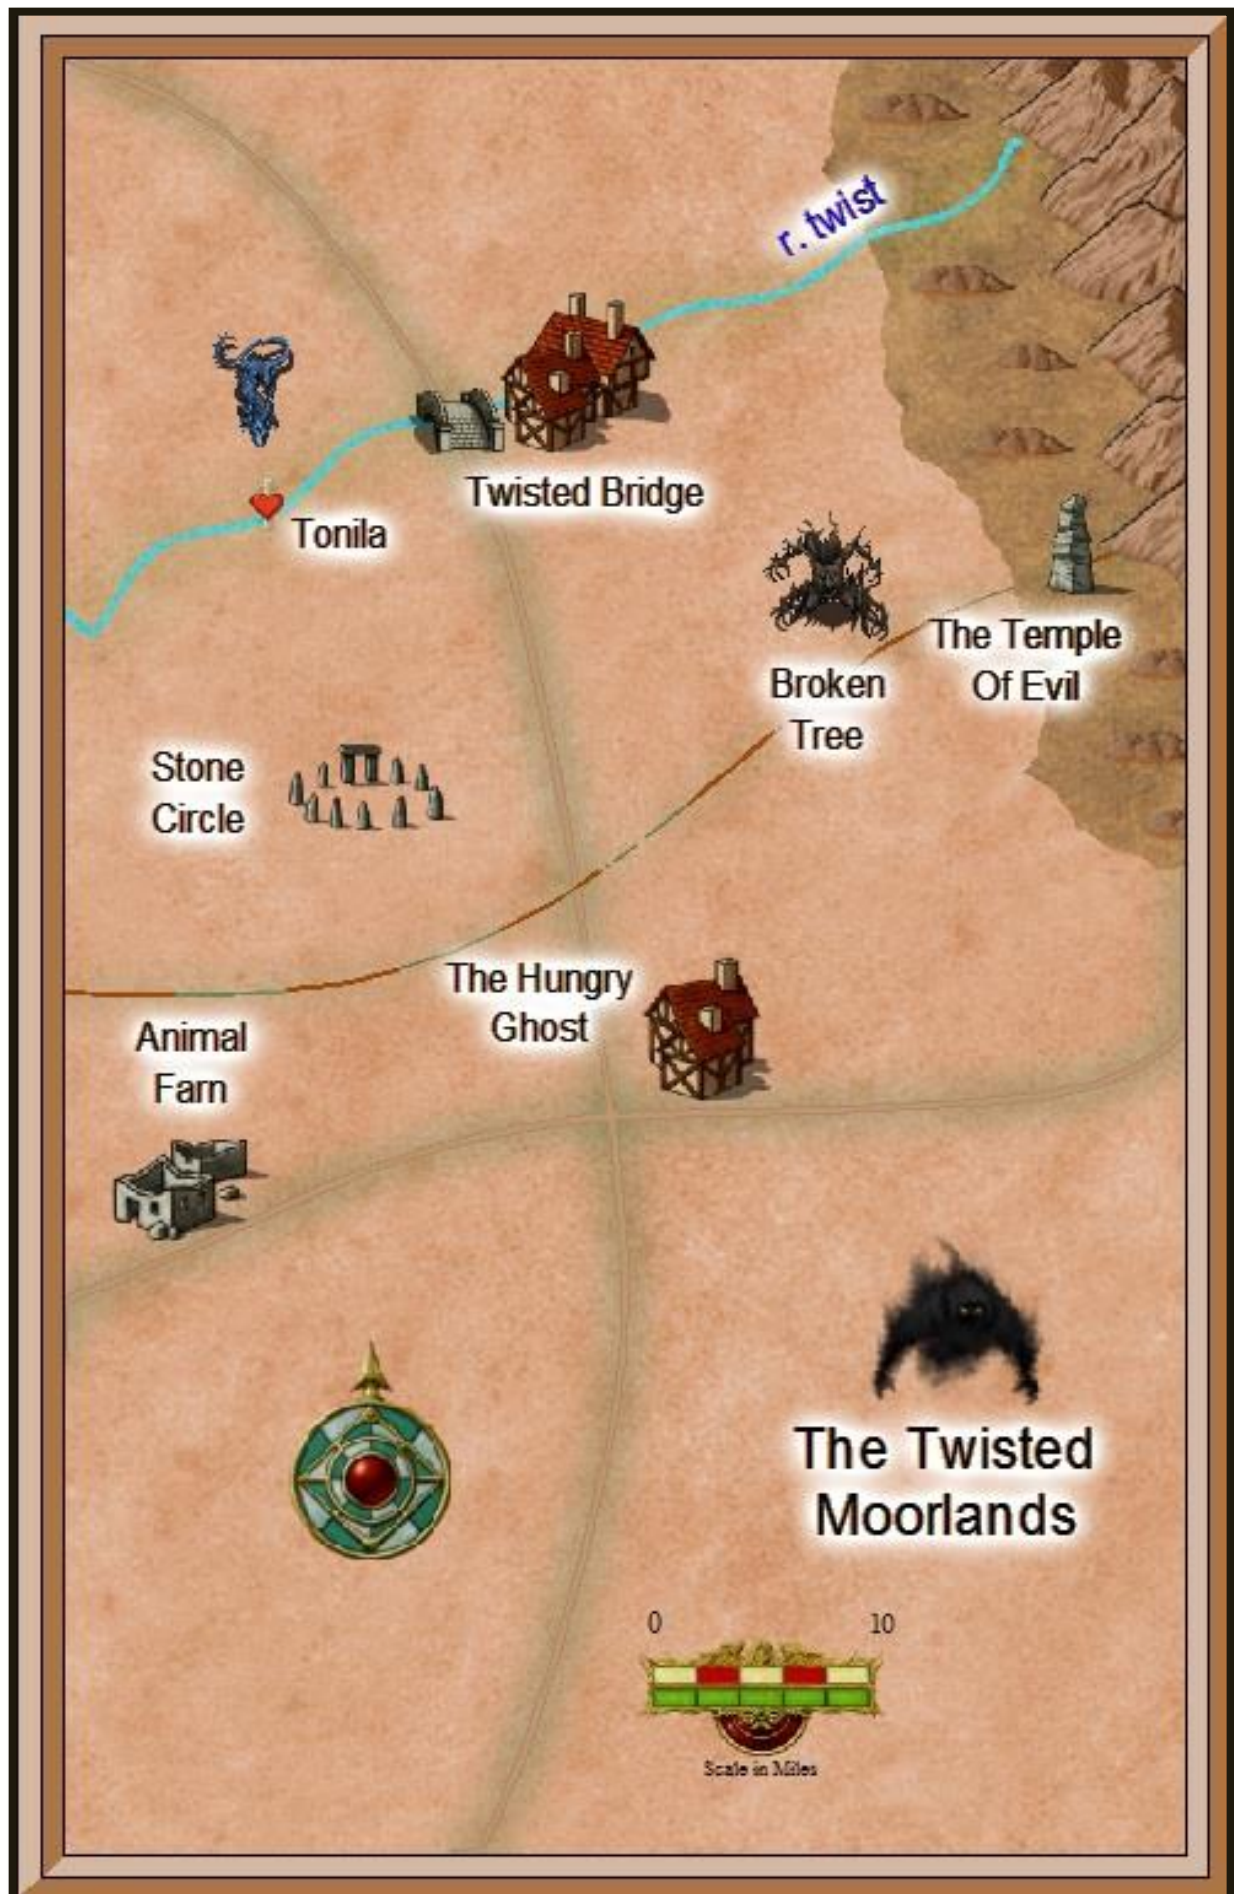 r. twist
Twisted Bridge
Tonila
The Temple
Of Evil
Broken
Tree
Stone
Circle
The Hungry
Ghost
Animal
Farn
The Twisted
Moorlands
0 10
Scale in Miles